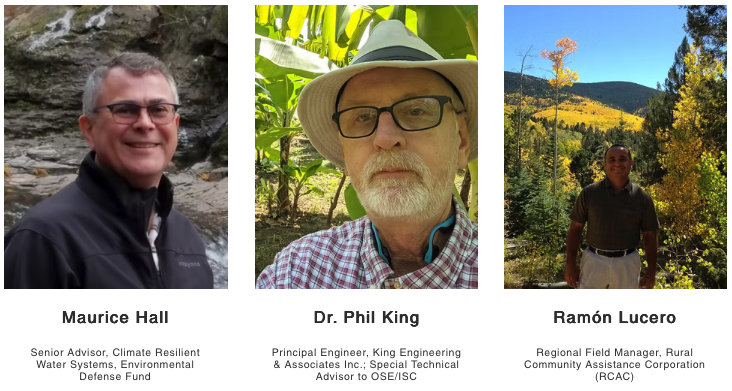 Maurice Hall
Senior Advisor, Climate Resilient
Water Systems, Environmental
Defense Fund
Dr. Phil King
Principal Engineer, King Engineering
& Associates Inc.; Special Technical
Advisor to OSE/ISC
Ramón Lucero
Regional Field Manager, Rural
Community Assistance Corporation
(RCAC)